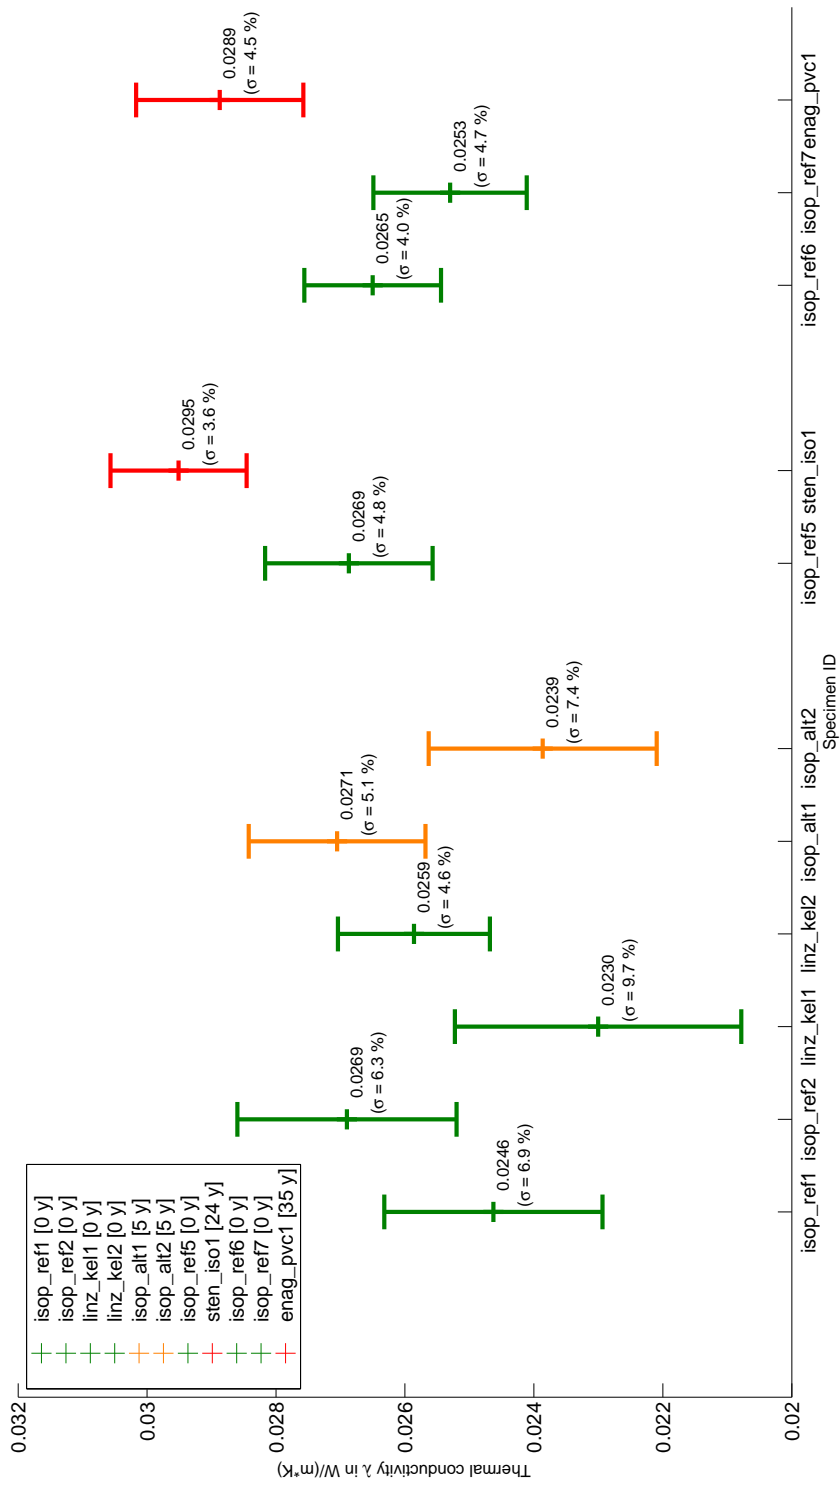 isop_ref1 [0 y]
isop_ref2 [0 y]
linz_kel1 [0 y]
linz_kel2 [0 y]
isop_alt1 [5 y]
isop_alt2 [5 y]
isop_ref5 [0 y]
sten_iso1 [24 y]
isop_ref6 [0 y]
isop_ref7 [0 y]
enag_pvc1 [35 y]
0.032
0.03
0.028
0.026
0.024
0.022
0.02
Thermal conductivity λ in W/(m*K)
0.0246
(σ = 6.9 %)
0.0269
(σ = 6.3 %)
0.0230
(σ = 9.7 %)
0.0259
(σ = 4.6 %)
0.0271
(σ = 5.1 %)
0.0239
(σ = 7.4 %)
0.0269
(σ = 4.8 %)
0.0295
(σ = 3.6 %)
0.0265
(σ = 4.0 %)
0.0253
(σ = 4.7 %)
0.0289
(σ = 4.5 %)
isop_ref1 isop_ref2 linz_kel1 linz_kel2 isop_alt1 isop_alt2 isop_ref5 sten_iso1 isop_ref6 isop_ref7 enag_pvc1
Specimen ID